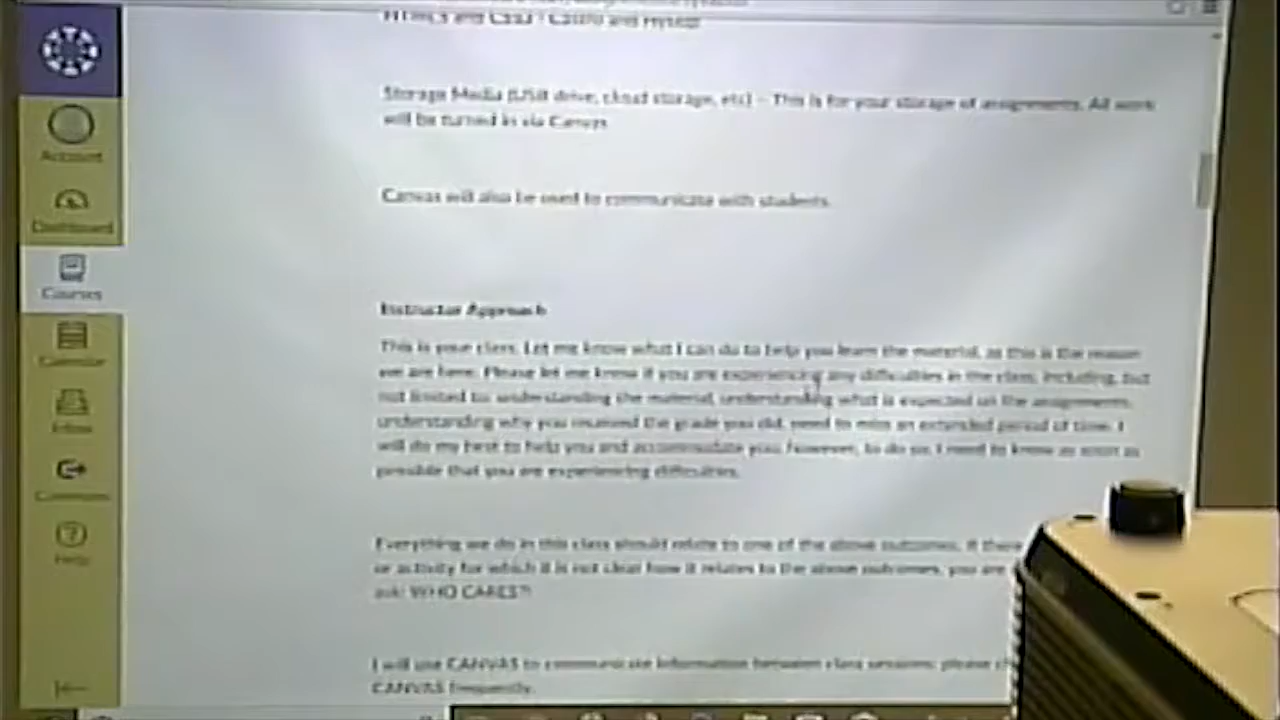 HTML5 and CSS3 - and
Account
Dashboard
Courses
Calendar
Inbox
Commons
Help
Storage Media (USB drive, cloud storage, etc) - This is for your storage of assignments. All work
will be turned in via Canvas
Canvas will also be used to communicate with students.
Instructor Approach
This is your class. Let me know what I can do to help you learn the material, as this is the reason
we are here. Please let me know if you are experiencing any difficulties in the class, including, but
not limited to: understanding the material, understanding what is expected on the assignments,
understanding why you received the grade you did, need to miss an extended period of time. I
will do my best to help you and accommodate you; however, to do so, I need to know as soon as
possible that you are experiencing difficulties.
Everything we do in this class should relate to one of the above outcomes. If there
or activity for which it is not clear how it relates to the above outcomes, you are
ask: WHO CARES?!
I will use CANVAS to communicate information between class sessions; please
CANVAS frequently.